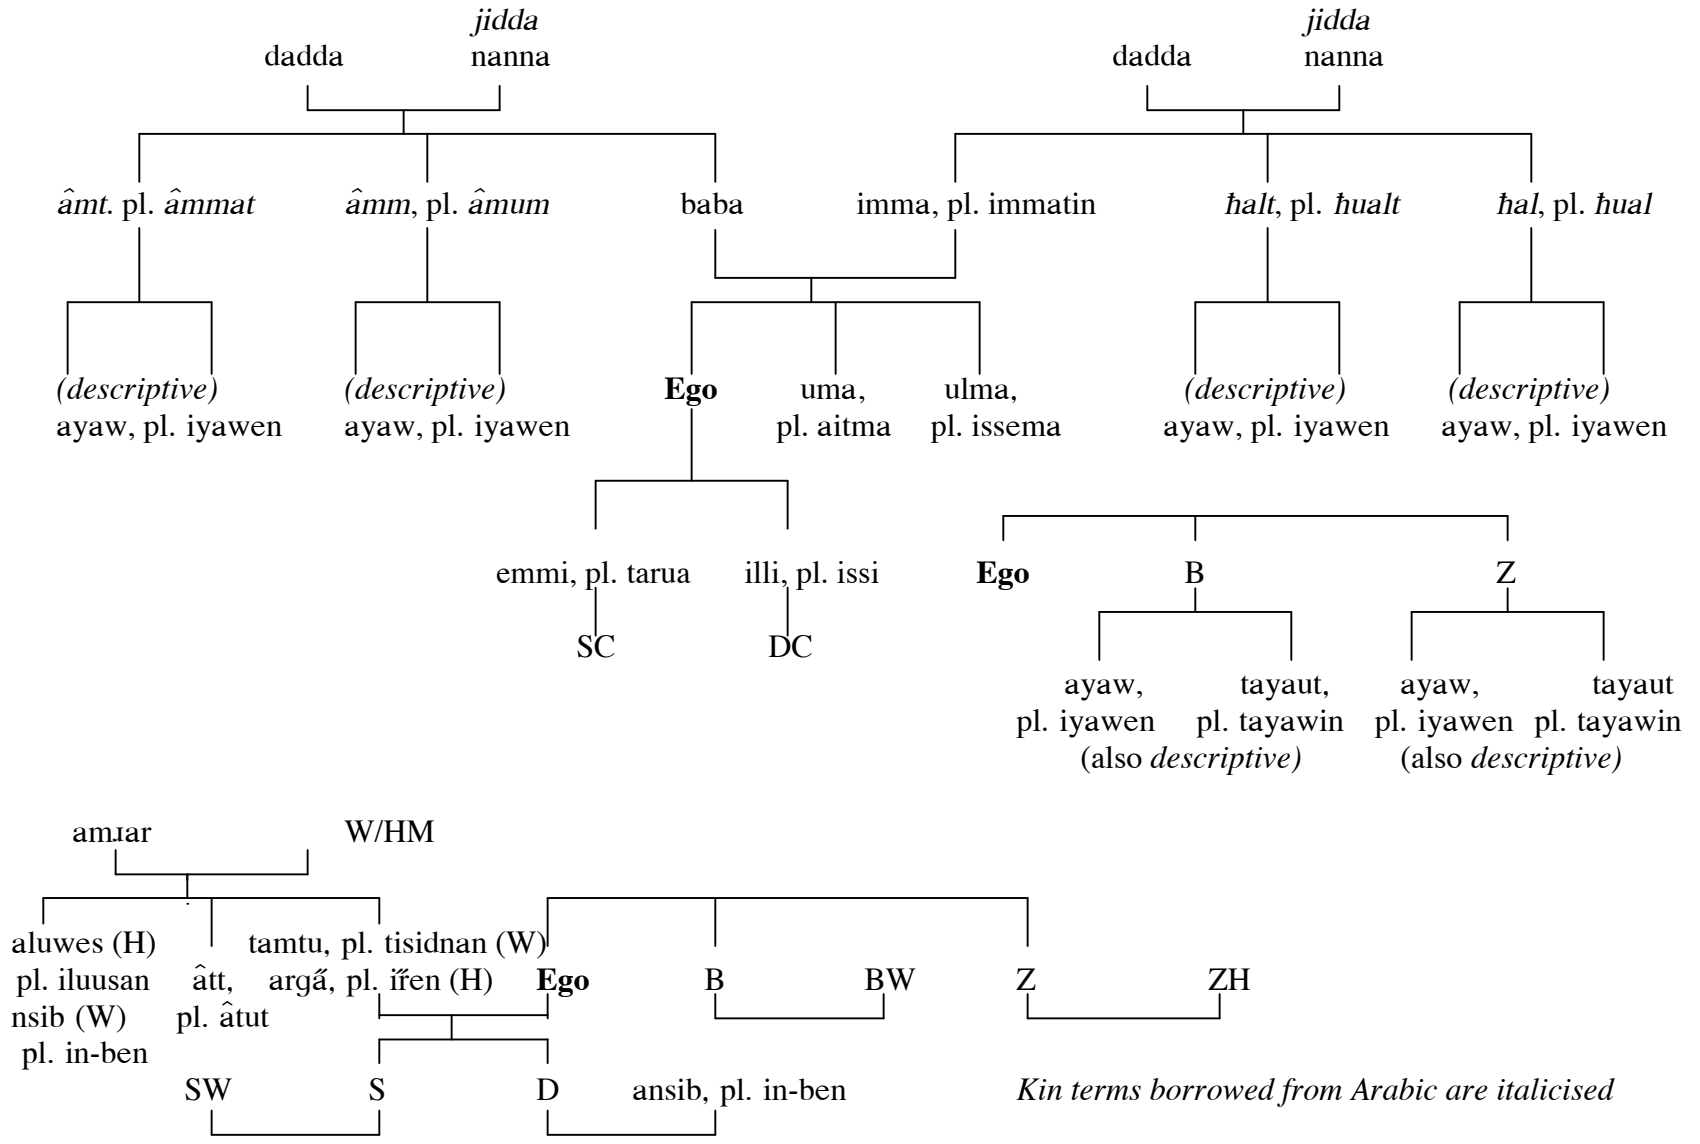 jidda jidda
dadda nanna dadda nanna
âmt. pl. âmmat âmm, pl. âmum baba imma, pl. immatin ħalt, pl. ħualt ħal, pl. ħual
(descriptive) (descriptive) Ego uma, ulma, (descriptive) (descriptive)
ayaw, pl. iyawen ayaw, pl. iyawen pl. aitma pl. issema ayaw, pl. iyawen ayaw, pl. iyawen
emmi, pl. tarua illi, pl. issi Ego B Z
SC DC
ayaw, tayaut, ayaw, tayaut
pl. iyawen pl. tayawin pl. iyawen pl. tayawin
(also descriptive) (also descriptive)
W/HM
aluwes (H) tamtu, pl. tisidnan (W)
pl. iluusan âtt, pl. (H) Ego B BW Z ZH
nsib (W) pl. âtut
pl. in-ben
SW S D ansib, pl. in-ben Kin terms borrowed from Arabic are italicised